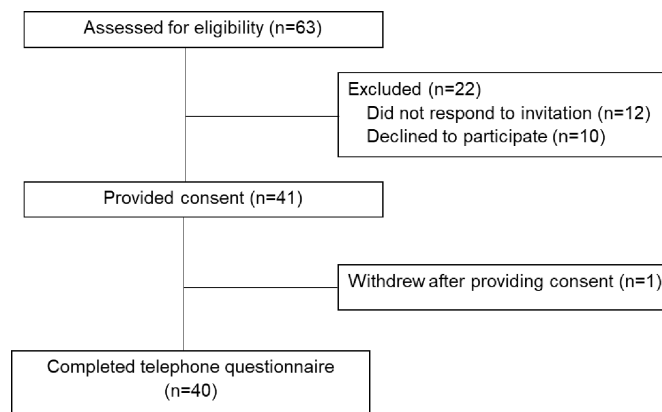 Assessed for eligibility (n=63)
Excluded (n=22)
Did not respond to invitation (n=12)
Declined to participate (n=10)
Provided consent (n=41)
Withdrew after providing consent (n=1)
Completed telephone questionnaire
(n=40)